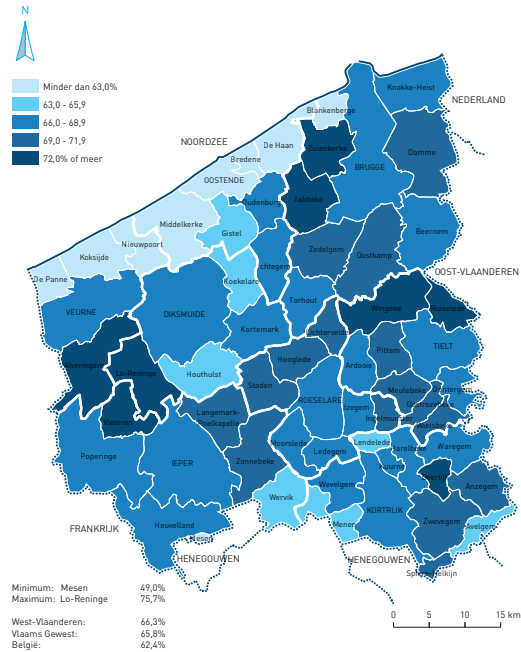 N
Minder dan 63,0%
63,0 - 65,9
66,0 - 68,9
69,0 - 71,9
72,0% of meer
NOORDZEE
NEDERLAND
OOST-VLAANDEREN
FRANKRIJK
HENEGOUWEN
HENEGOUWEN
Knokke-Heist
Blankenberge
De Haan
Zuienkerke
Damme
Bredene
BRUGGE
OOSTENDE
Oudenburg
Jabbeke
Middelkerke
Gistel
Beernem
Nieuwpoort
Zedelgem
Oostkamp
Koksijde
Ichtegem
De Panne
Koekelare
Torhout
Wingene
Ruiselede
VEURNE
DIKSMUIDE
Kortemark
Lichtervelde
TIELT
Pittem
Hooglede
Ardooie
Alveringem
Lo-Reninge
Houthulst
Staden
Meulebeke
Dentergem
ROESELARE
Izegem
Oostrozebeke
Ingelmunster
Wielsbeke
Langemark-
Poelkapelle
Vleteren
Moorslede
Lendelede
Ledegem
Harelbeke
Waregem
Poperinge
IEPER
Zonnebeke
Kuurne
Deerlijk
Wevelgem
Anzegem
Wervik
KORTRIJK
Zwevegem
Heuvelland
Menen
Avelgem
Mesen
Spiere-Helkijn
Minimum: Mesen 49,0%
Maximum: Lo-Reninge 75,7%
West-Vlaanderen: 66,3%
Vlaams Gewest: 65,8%
België: 62,4%
0 5 10 15 km